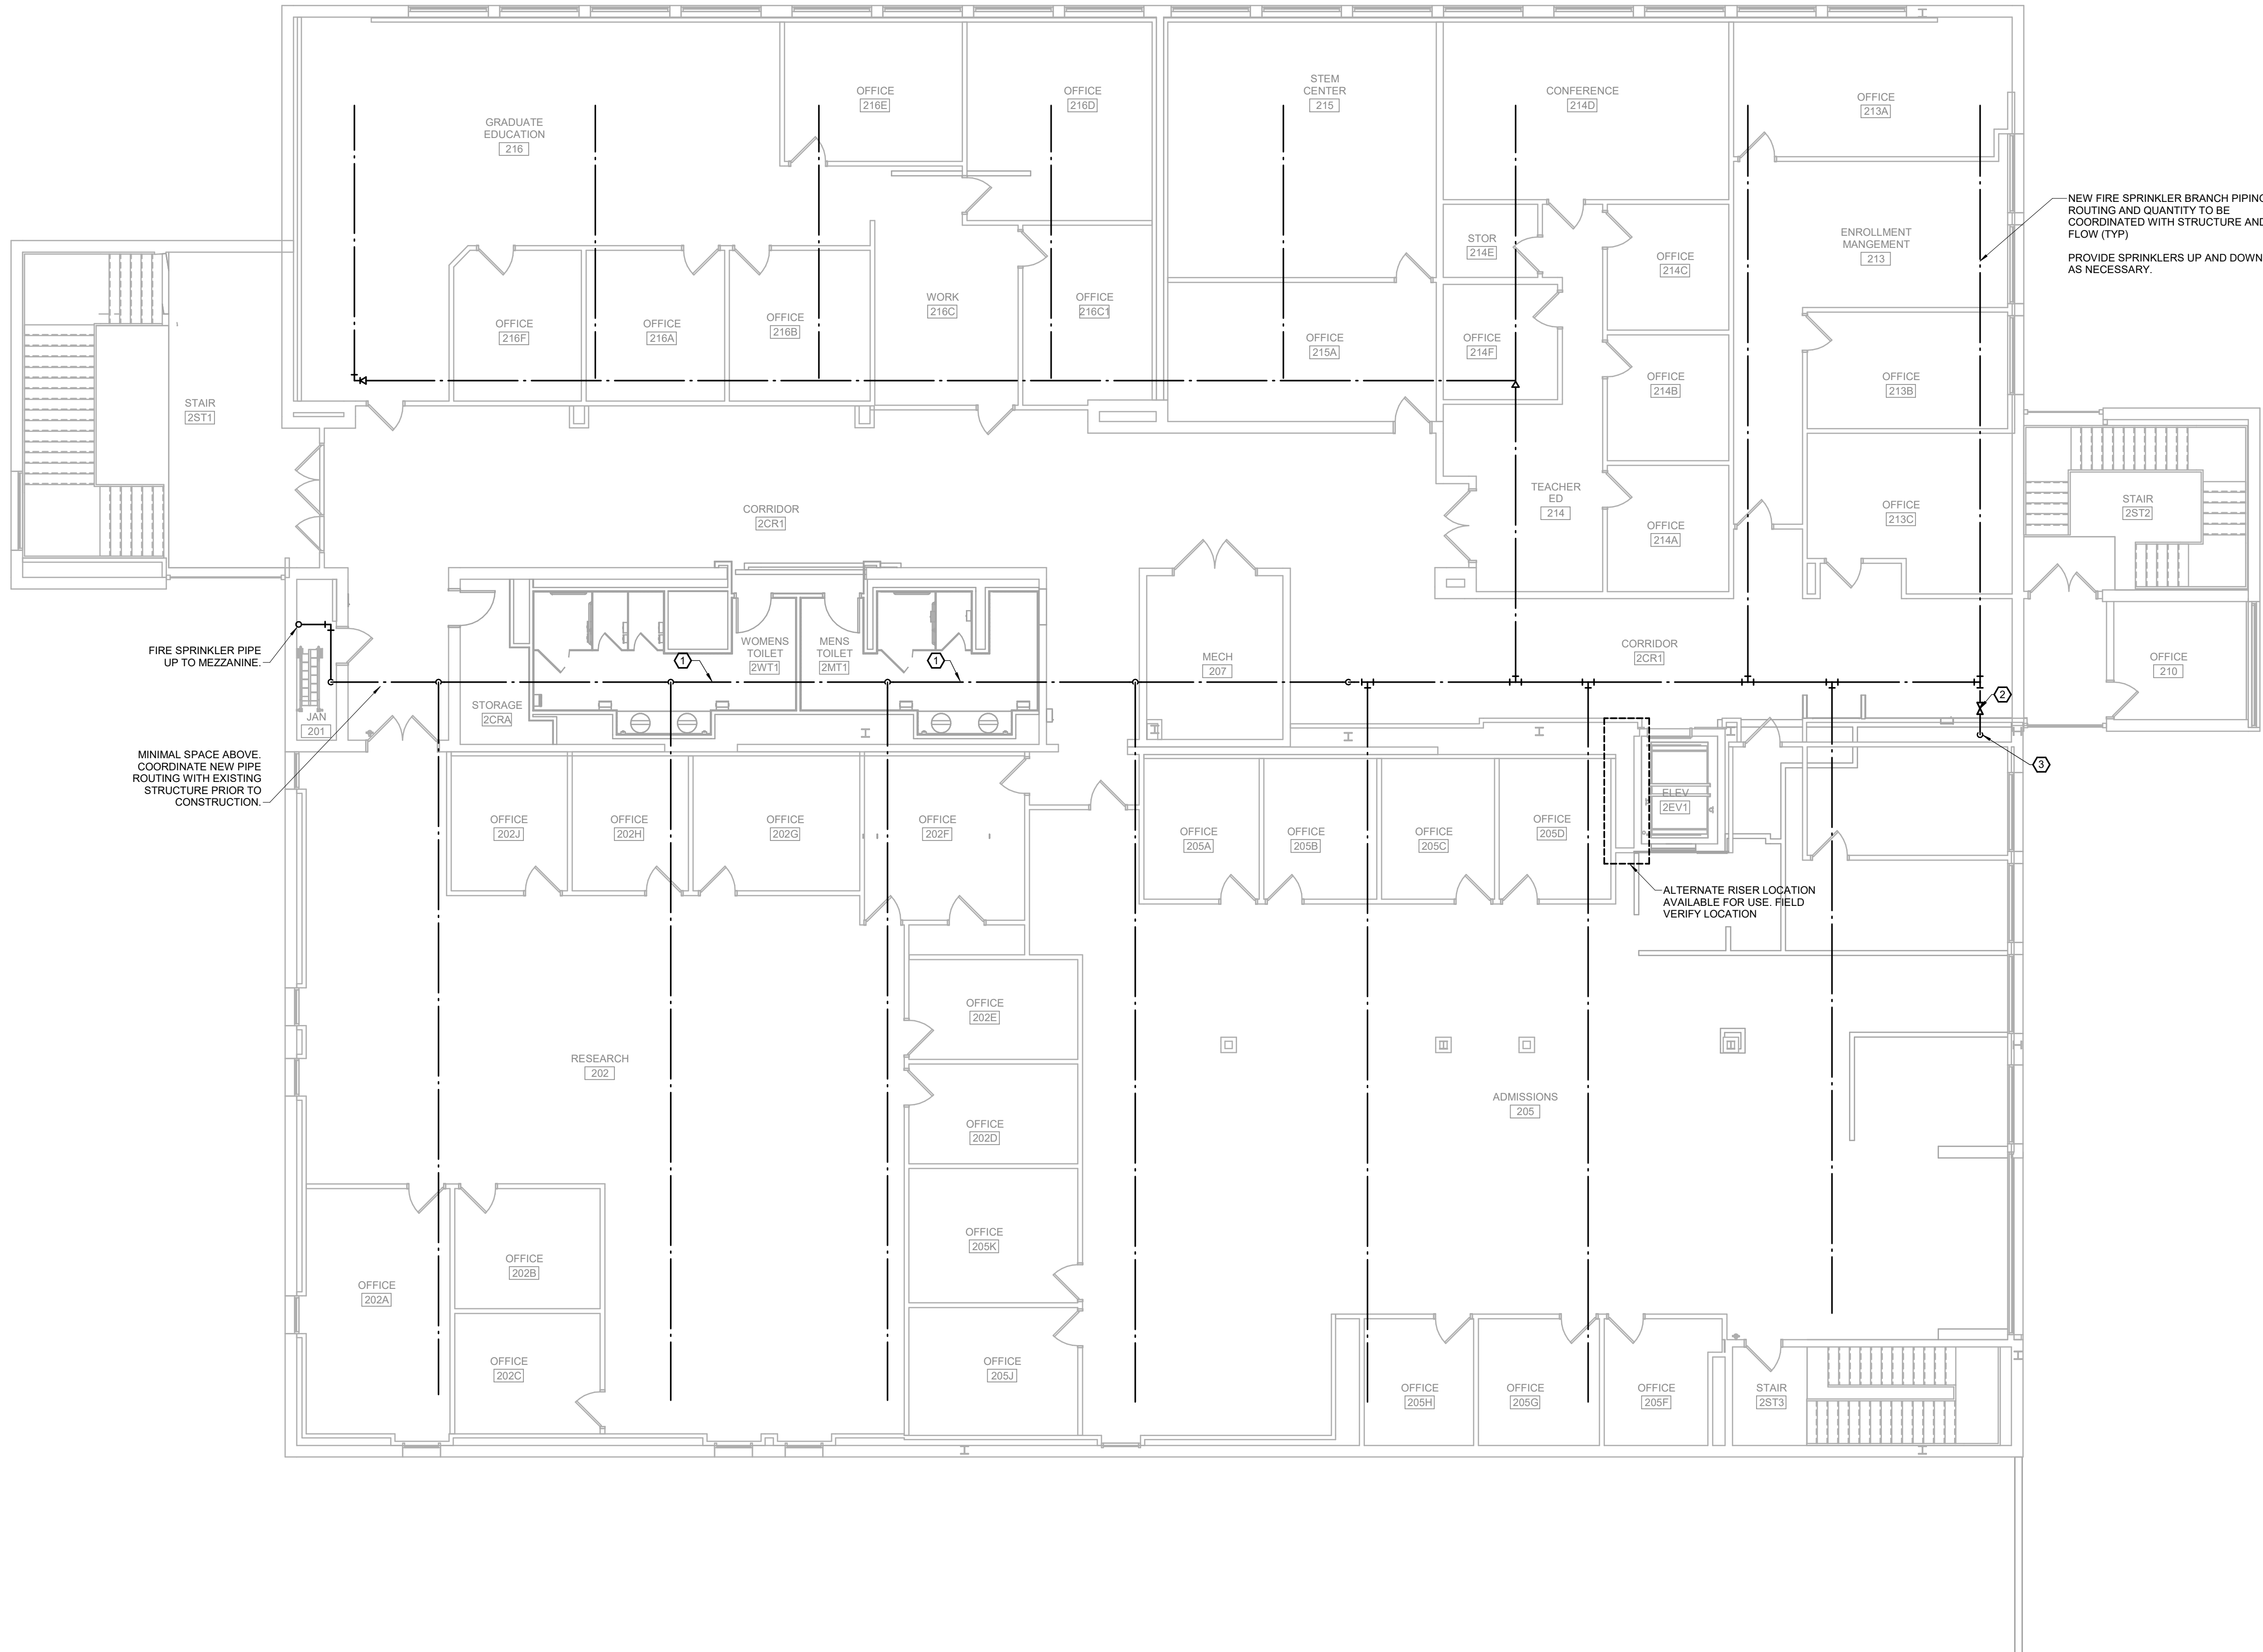 OFFICE
216E
OFFICE
216D
STEM
CENTER
215
CONFERENCE
214D
OFFICE
213A
GRADUATE
EDUCATION
216
NEW FIRE SPRINKLER BRANCH PIPING
ROUTING AND QUANTITY TO BE
COORDINATED WITH STRUCTURE AND
FLOW (TYP)
PROVIDE SPRINKLERS UP AND DOWN
AS NECESSARY.
ENROLLMENT
MANGEMENT
213
STOR
214E
OFFICE
214C
WORK
216C
OFFICE
216C1
OFFICE
216F
OFFICE
216A
OFFICE
216B
OFFICE
215A
OFFICE
214F
OFFICE
214B
OFFICE
213B
STAIR
2ST1
CORRIDOR
2CR1
TEACHER
ED
214
OFFICE
214A
OFFICE
213C
STAIR
2ST2
FIRE SPRINKLER PIPE
UP TO MEZZANINE.
WOMENS
TOILET
2WT1
MENS
TOILET
2MT1
1
1
MECH
207
CORRIDOR
2CR1
OFFICE
210
2
3
JAN
201
STORAGE
2CRA
MINIMAL SPACE ABOVE.
COORDINATE NEW PIPE
ROUTING WITH EXISTING
STRUCTURE PRIOR TO
CONSTRUCTION.
ELEV
2EV1
OFFICE
202J
OFFICE
202H
OFFICE
202G
OFFICE
202F
OFFICE
205A
OFFICE
205B
OFFICE
205C
OFFICE
205D
ALTERNATE RISER LOCATION
AVAILABLE FOR USE. FIELD
VERIFY LOCATION
OFFICE
202E
RESEARCH
202
ADMISSIONS
205
OFFICE
202D
OFFICE
205K
OFFICE
202B
OFFICE
202A
OFFICE
202C
OFFICE
205J
OFFICE
205H
OFFICE
205G
OFFICE
205F
STAIR
2ST3